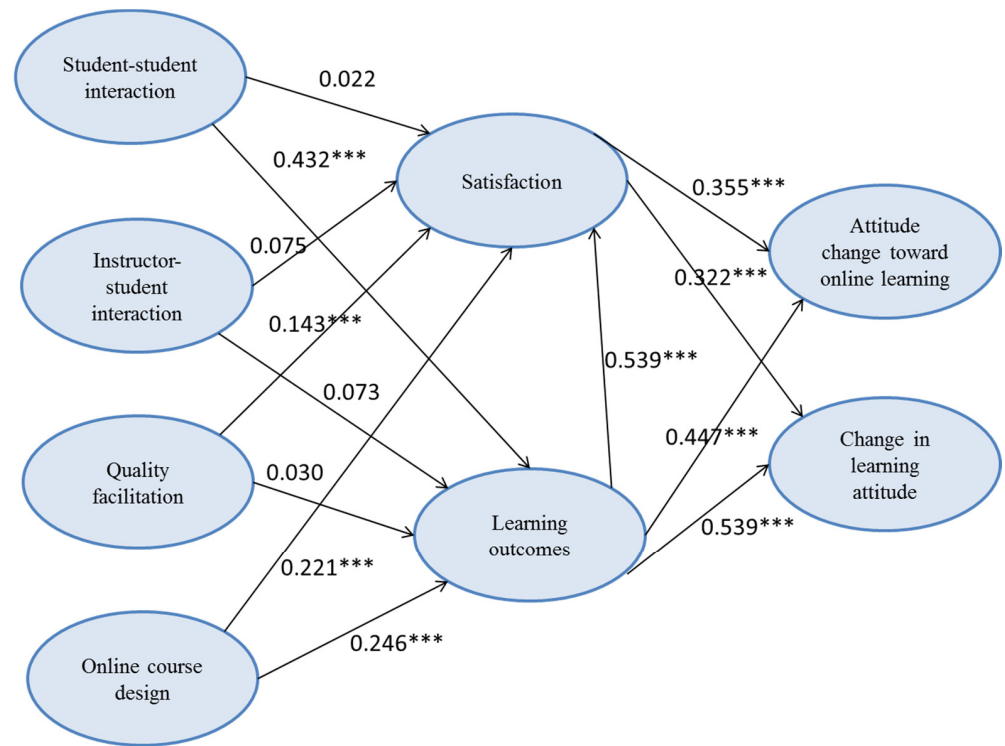 Student-student
interaction
0.022
0.432***
Satisfaction
0.355***
Attitude
change toward
online learning
Instructor-
student
interaction
0.075
0.322***
0.143***
0.539***
0.073
0.447***
Quality
facilitation
0.030
Learning
outcomes
Change in
learning
attitude
0.539***
0.221***
0.246***
Online course
design